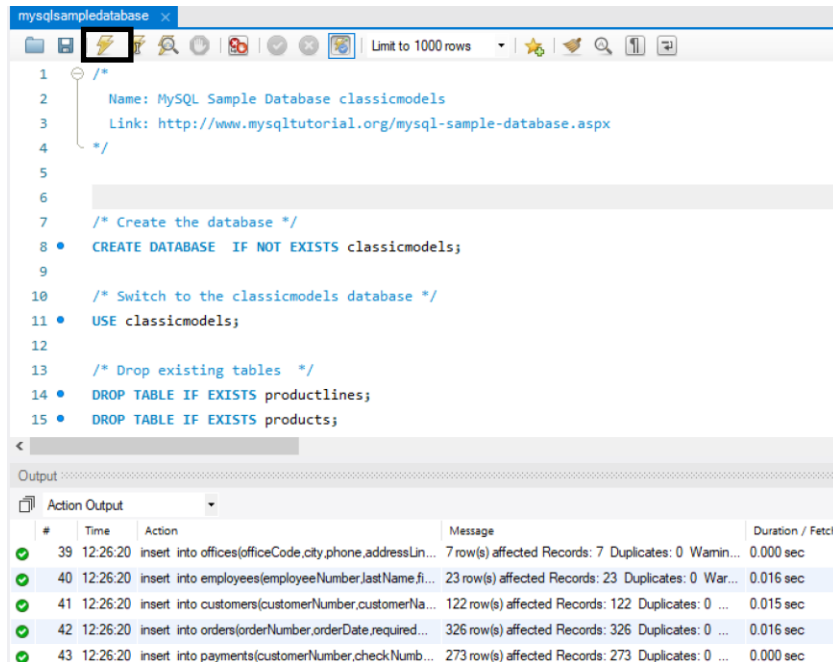 mysqlsampledatabase
Limit to 1000 rows
1 /*
2 Name: MySQL Sample Database classicmodels
3 Link: http://www.mysqltutorial.org/mysql-sample-database.aspx
4 */
5
6
7 /* Create the database */
8 CREATE DATABASE IF NOT EXISTS classicmodels;
9
10 /* Switch to the classicmodels database */
11 USE classicmodels;
12
13 /* Drop existing tables */
14 DROP TABLE IF EXISTS productlines;
15 DROP TABLE IF EXISTS products;
Output
Action Output
# Time Action Message Duration / Fetch
39 12:26:20 insert into offices(officeCode,city,phone,addressLin... 7 row(s) affected Records: 7 Duplicates: 0 Warnin... 0.000 sec
40 12:26:20 insert into employees(employeeNumber,lastName,fi... 23 row(s) affected Records: 23 Duplicates: 0 War... 0.016 sec
41 12:26:20 insert into customers(customerNumber,customerNa... 122 row(s) affected Records: 122 Duplicates: 0 ... 0.015 sec
42 12:26:20 insert into orders(orderNumber,orderDate,required... 326 row(s) affected Records: 326 Duplicates: 0 ... 0.016 sec
43 12:26:20 insert into payments(customerNumber,checkNumb... 273 row(s) affected Records: 273 Duplicates: 0 ... 0.000 sec